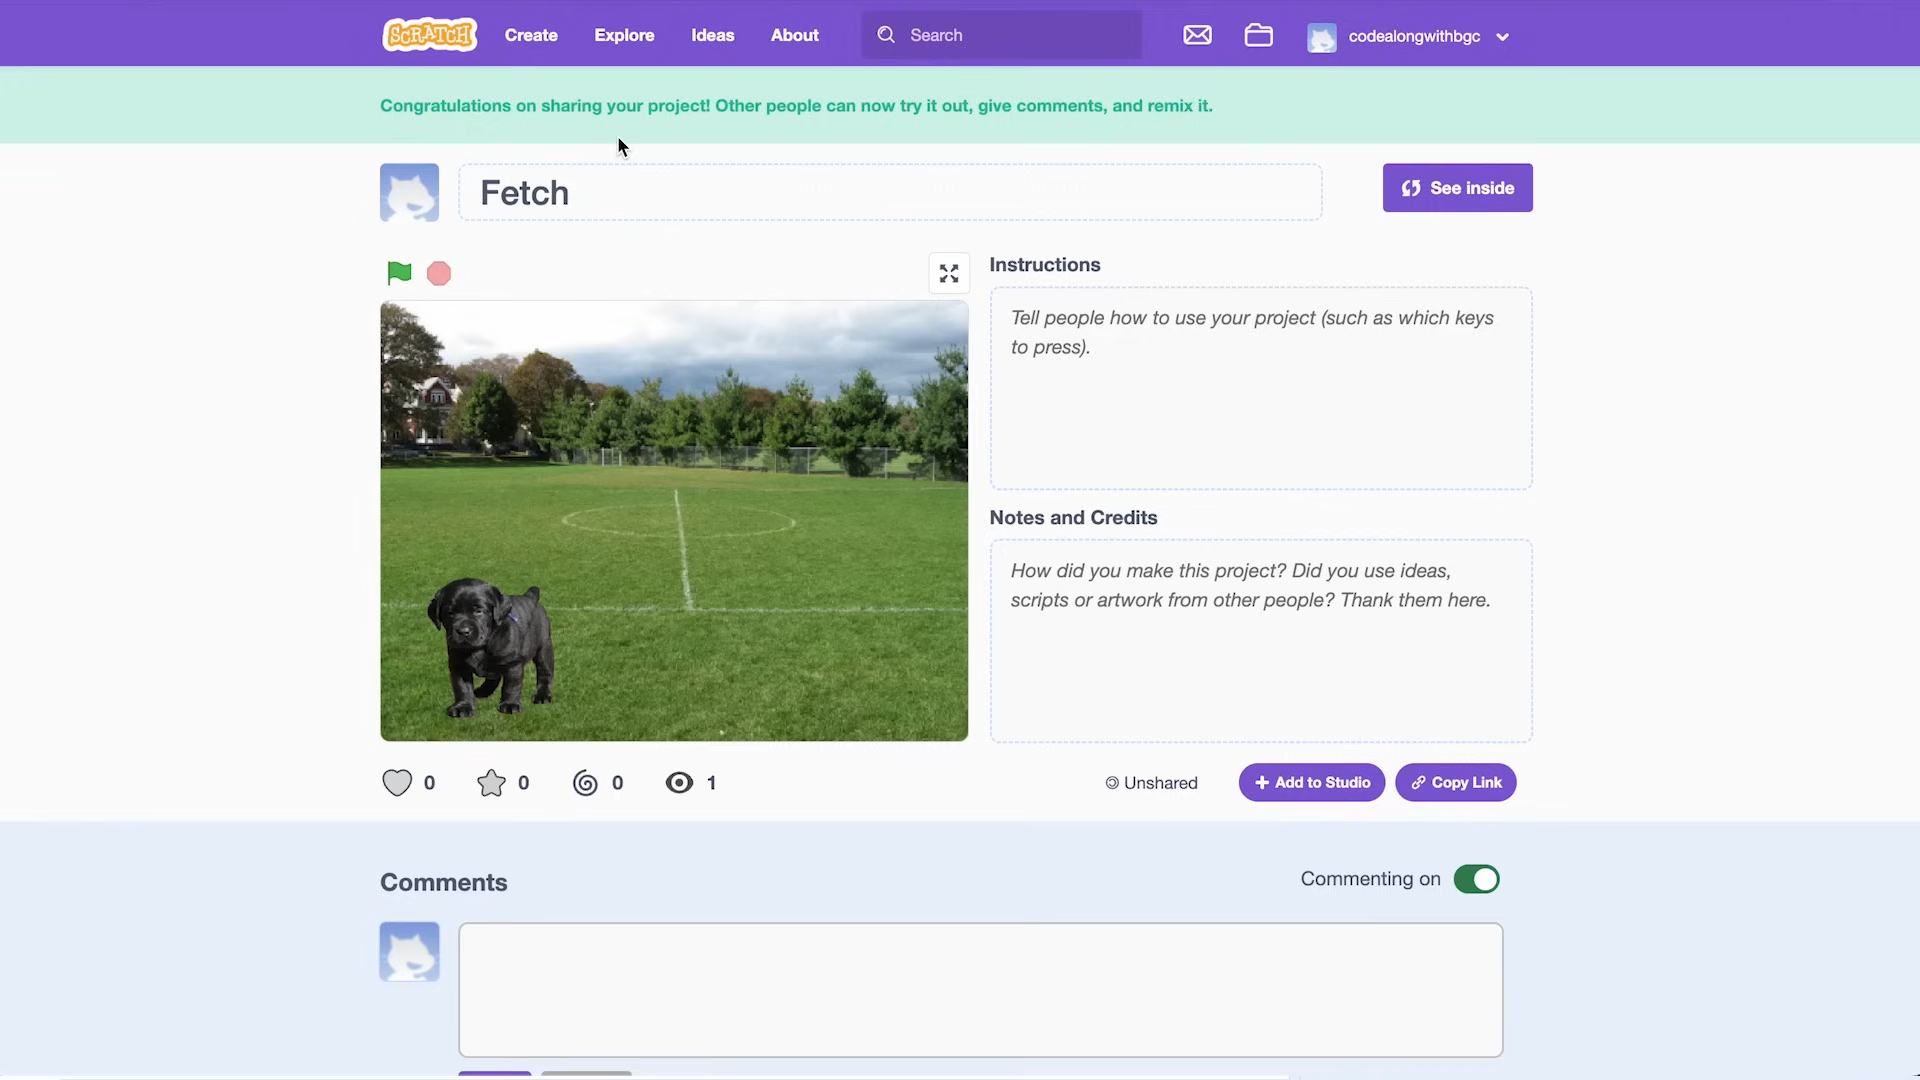 SCRATCH Create Explore Ideas About Search codealongwithbgc
Congratulations on sharing your project! Other people can now try it out, give comments, and remix it.
Fetch
See inside
Instructions
Tell people how to use your project (such as which keys
to press).
Notes and Credits
How did you make this project? Did you use ideas,
scripts or artwork from other people? Thank them here.
0 0 0 1
Unshared
+ Add to Studio
Copy Link
Comments
Commenting on